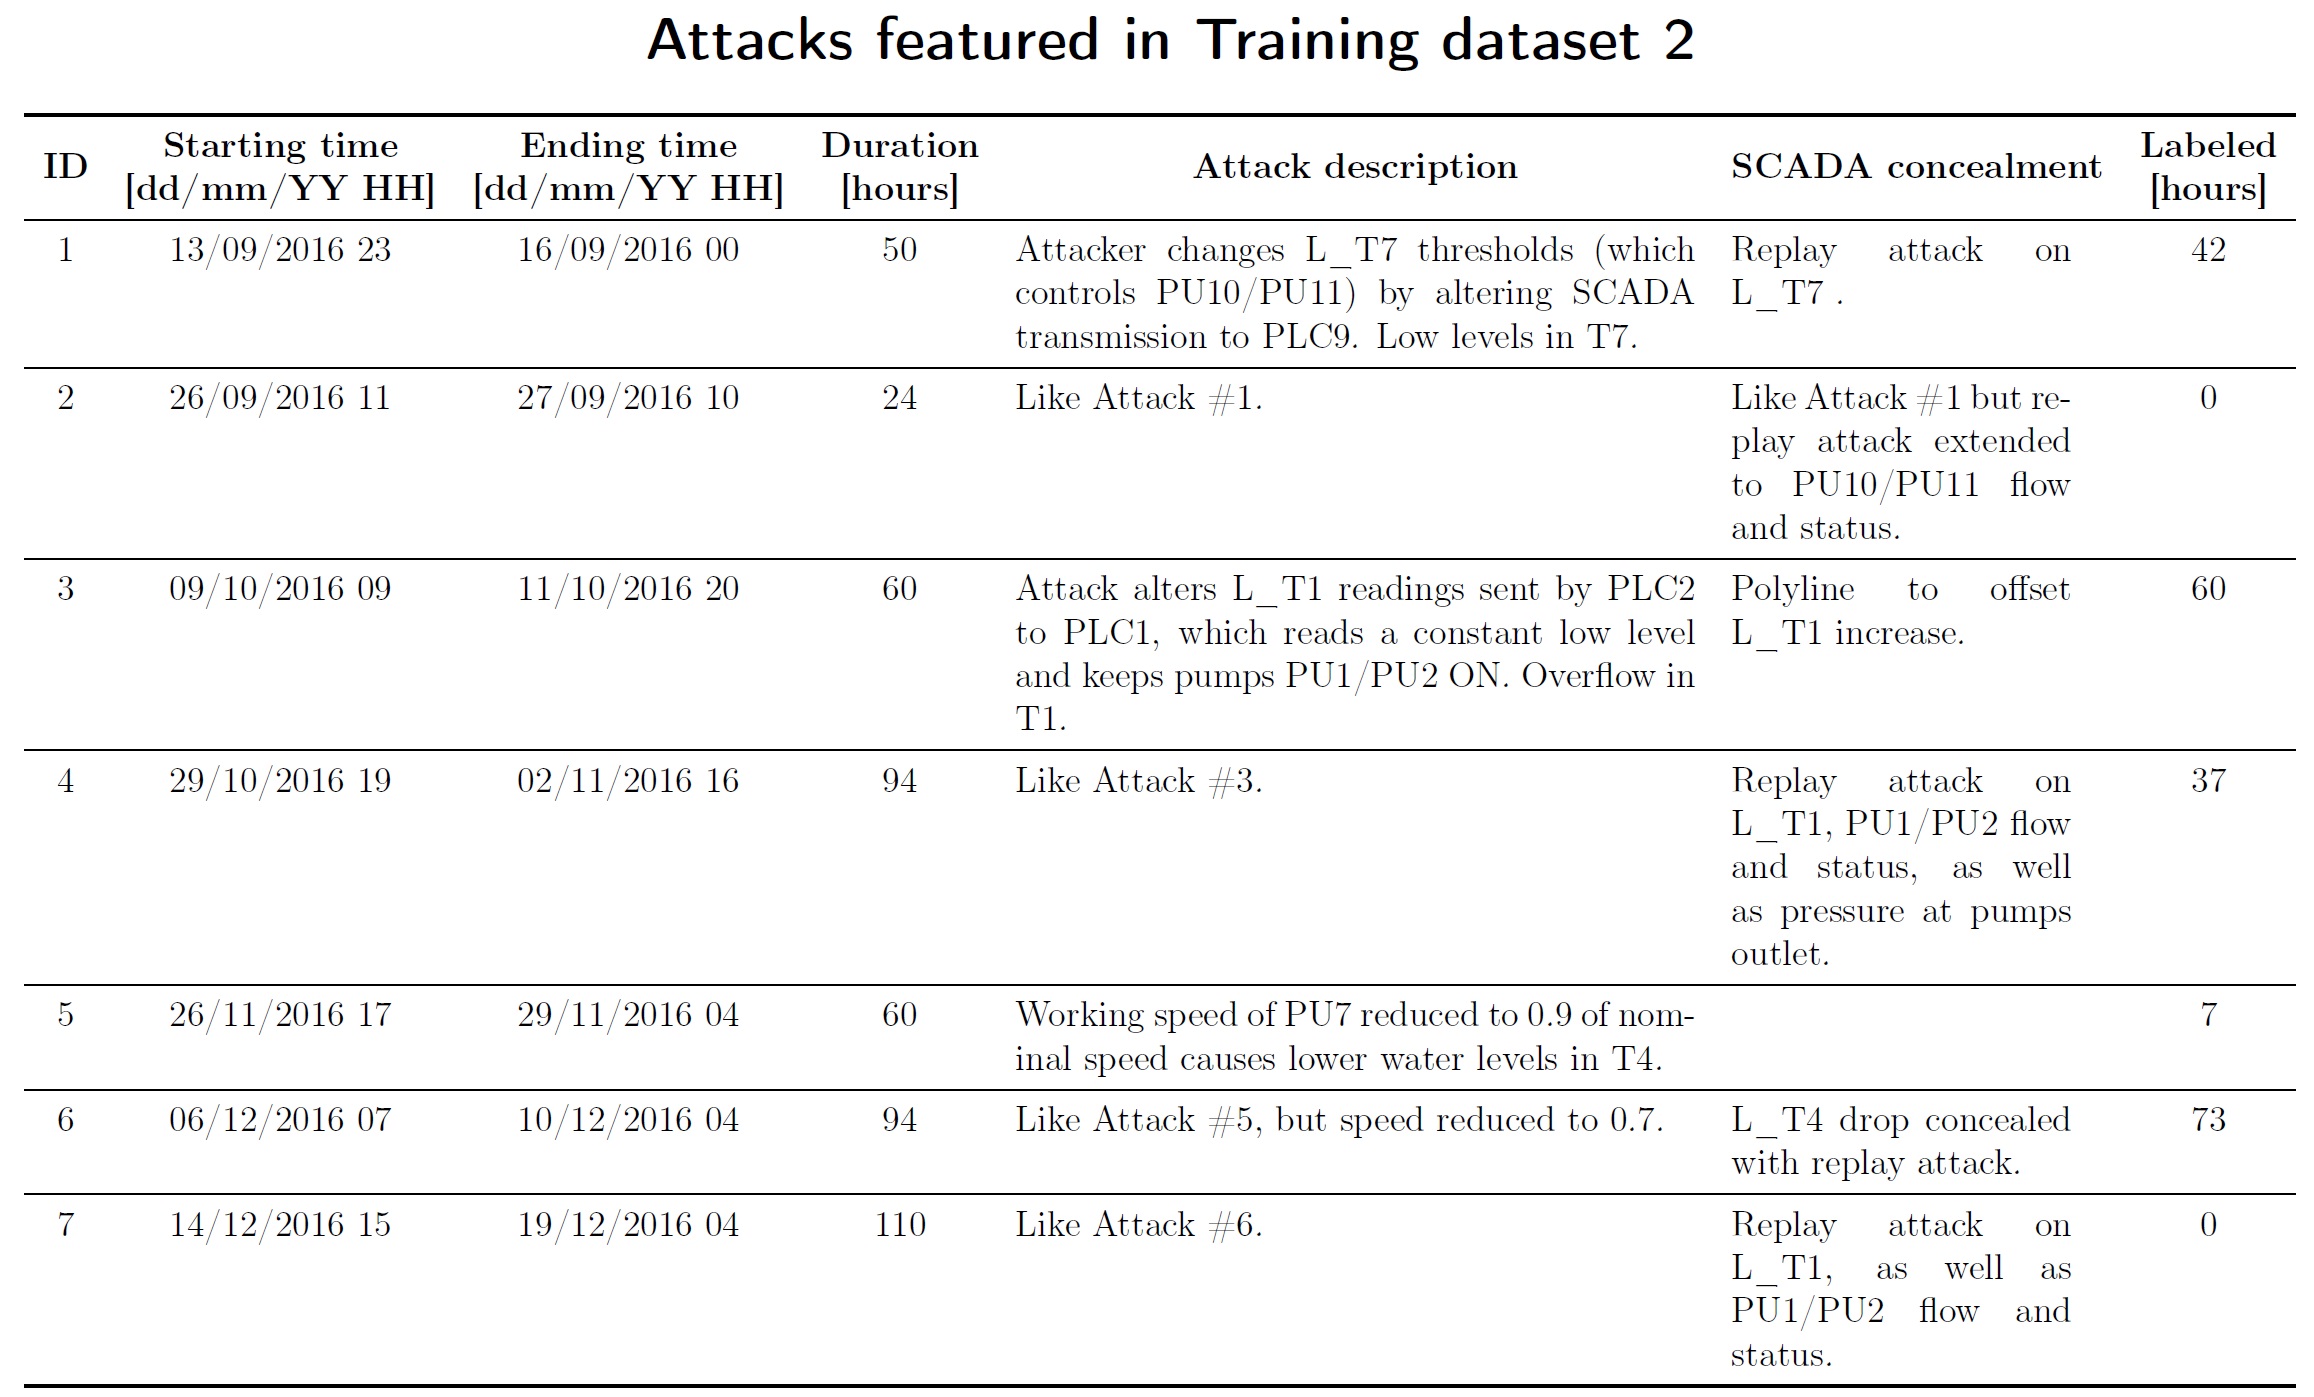 Attacks featured in Training dataset 2
ID
Starting time
[dd/mm/YY HH]
Ending time
[dd/mm/YY HH]
Duration
[hours]
Attack description
SCADA concealment
Labeled
[hours]
1
13/09/2016 23
16/09/2016 00
50
Attacker changes L_T7 thresholds (which
controls PU10/PU11) by altering SCADA
transmission to PLC9. Low levels in T7.
Replay attack on
L_T7 .
42
2
26/09/2016 11
27/09/2016 10
24
Like Attack #1.
Like Attack #1 but re-
play attack extended
to PU10/PU11 flow
and status.
0
3
09/10/2016 09
11/10/2016 20
60
Attack alters L_T1 readings sent by PLC2
to PLC1, which reads a constant low level
and keeps pumps PU1/PU2 ON. Overflow in
T1.
Polyline to offset
L_T1 increase.
60
4
29/10/2016 19
02/11/2016 16
94
Like Attack #3.
Replay attack on
L_T1, PU1/PU2 flow
and status, as well
as pressure at pumps
outlet.
37
5
26/11/2016 17
29/11/2016 04
60
Working speed of PU7 reduced to 0.9 of nom-
inal speed causes lower water levels in T4.
7
6
06/12/2016 07
10/12/2016 04
94
Like Attack #5, but speed reduced to 0.7.
L_T4 drop concealed
with replay attack.
73
7
14/12/2016 15
19/12/2016 04
110
Like Attack #6.
Replay attack on
L_T1, as well as
PU1/PU2 flow and
status.
0